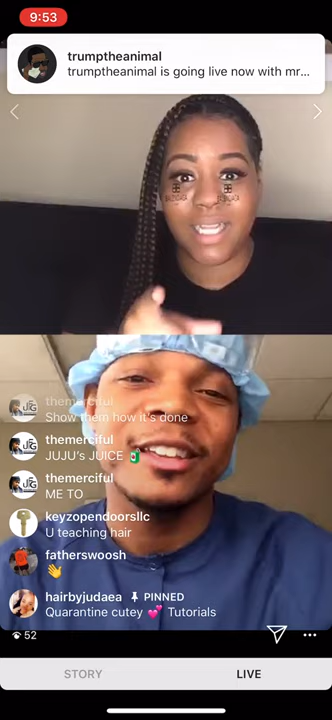 9:53
trumptheanimal
trumptheanimal is going live now with mr...
themerciful
Show them how it's done
themerciful
JUJU's JUICE 🧃
themerciful
ME TO
keyzopendoorsllc
U teaching hair
fatherswoosh
👋
hairbyjudaea PINNED
Quarantine cutey 💕 Tutorials
52
STORY
LIVE